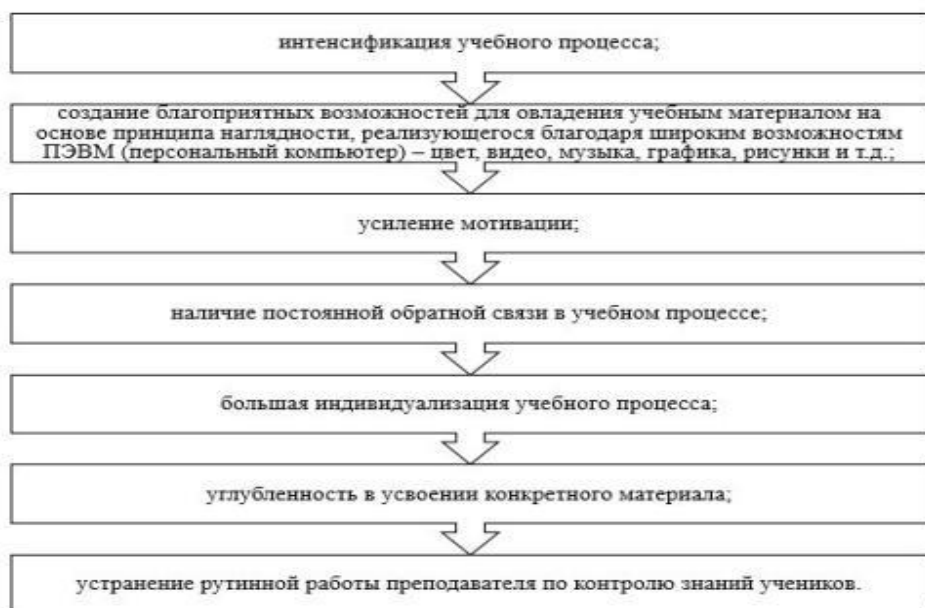 интенсификация учебного процесса;
создание благоприятных возможностей для овладения учебным материалом на
основе принципа наглядности, реализующегося благодаря широким возможностям
ПЭВМ (персональный компьютер) – цвет, видео, музыка, графика, рисунки и т.д.;
усиление мотивации;
наличие постоянной обратной связи в учебном процессе;
большая индивидуализация учебного процесса;
углубленность в усвоении конкретного материала;
устранение рутинной работы преподавателя по контролю знаний учеников.